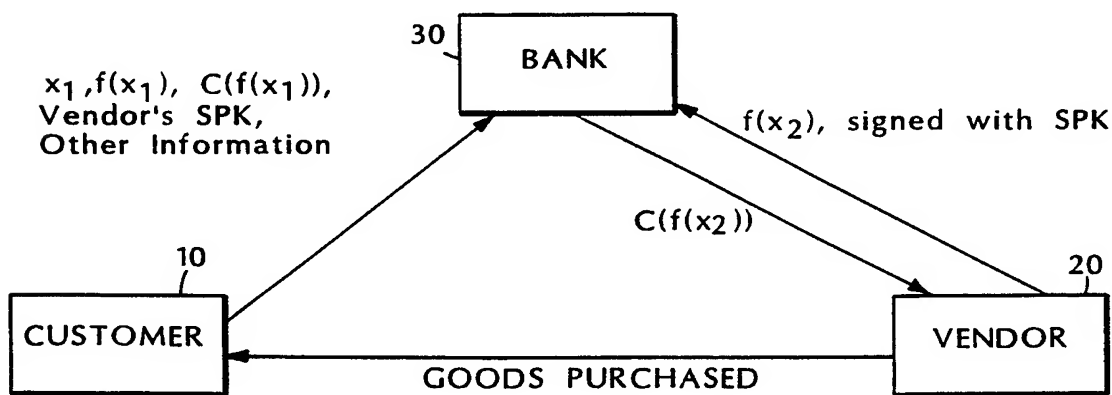 30
BANK
x1,f(x1), C(f(x1)),
Vendor's SPK,
Other Information
f(x2), signed with SPK
C(f(x2))
10
20
CUSTOMER
VENDOR
GOODS PURCHASED